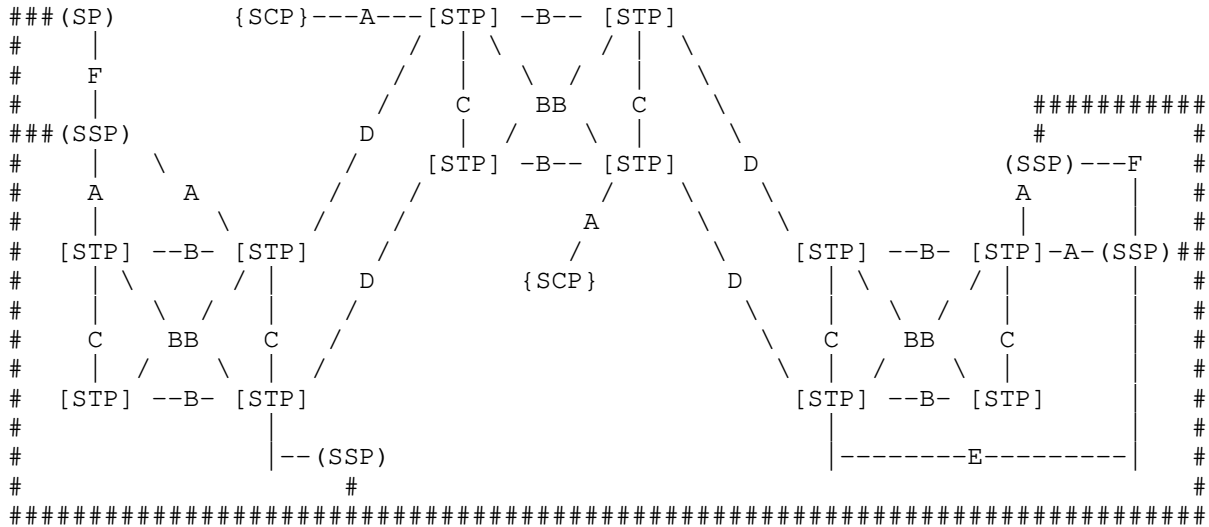 ###(SP)       {SCP}---A---[STP] -B-- [STP]
#    |                   / | \      / | \
#    F                  /  |  \    /  |  \
#    |                 /   C   BB     C   \         ###########
###(SSP)              D    |  /  \    |    \        #         #
#    |   \           /   [STP] -B-- [STP]   D     (SSP)---F   #
#    A    A         /     /         /   \    \     A      |   #
#    |     \       /     /         A     \    \    |      |   #
#  [STP] --B- [STP]     /         /       \  [STP] --B- [STP]-A-(SSP)##
#    | \     / |       D       {SCP}       D   | \     / |      |   #
#    |  \   /  |      /                     \  |  \   /  |      |   #
#    C   BB    C     /                       \ C   BB    C      |   #
#    | /    \  |    /                         \| /    \  |      |   #
#  [STP] --B- [STP]                          [STP] --B- [STP]   |   #
#              |                               |                |   #
#              |--(SSP)                        |--------E-------|   #
#                   #                                               #
###########################################################################